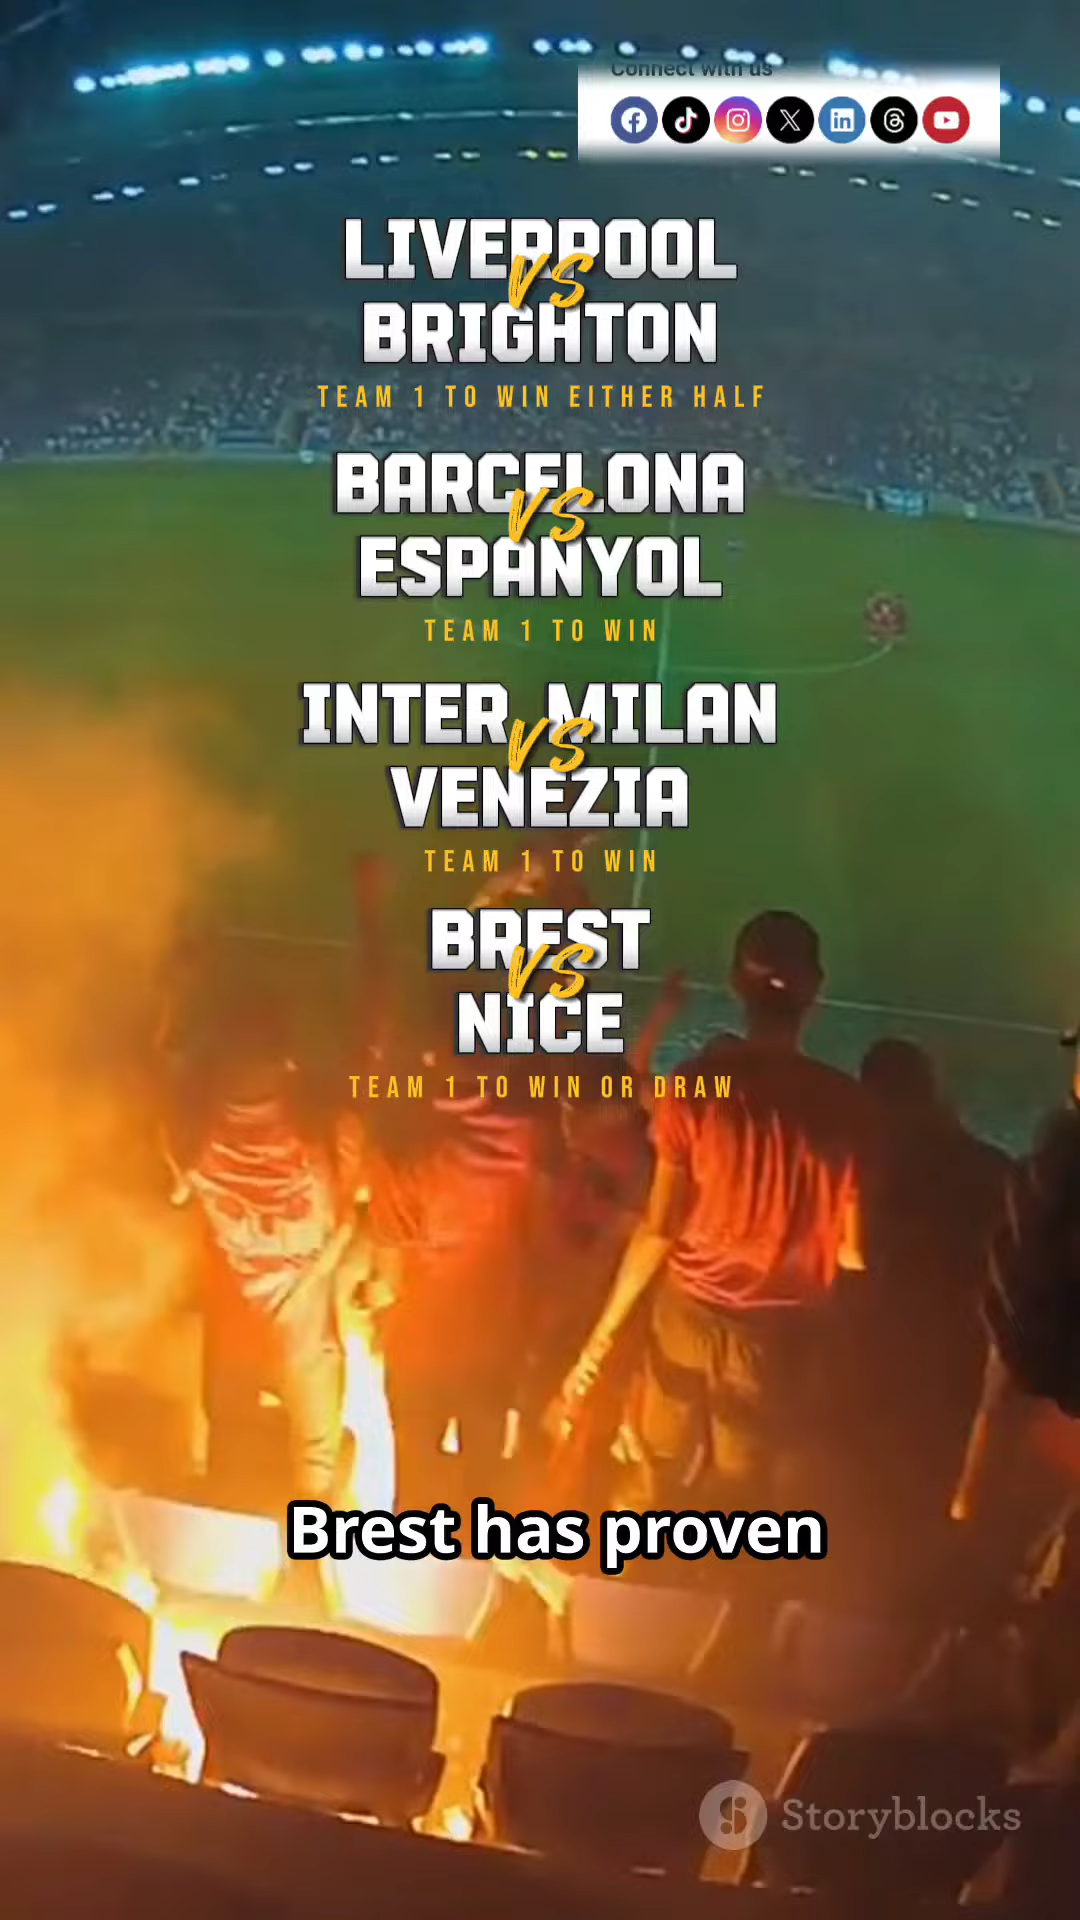 Connect with us
LIVERPOOL
VS
BRIGHTON
TEAM 1 TO WIN EITHER HALF
BARCELONA
VS
ESPANYOL
TEAM 1 TO WIN
INTER MILAN
VS
VENEZIA
TEAM 1 TO WIN
BREST
VS
NICE
TEAM 1 TO WIN OR DRAW
Brest has proven
Storyblocks